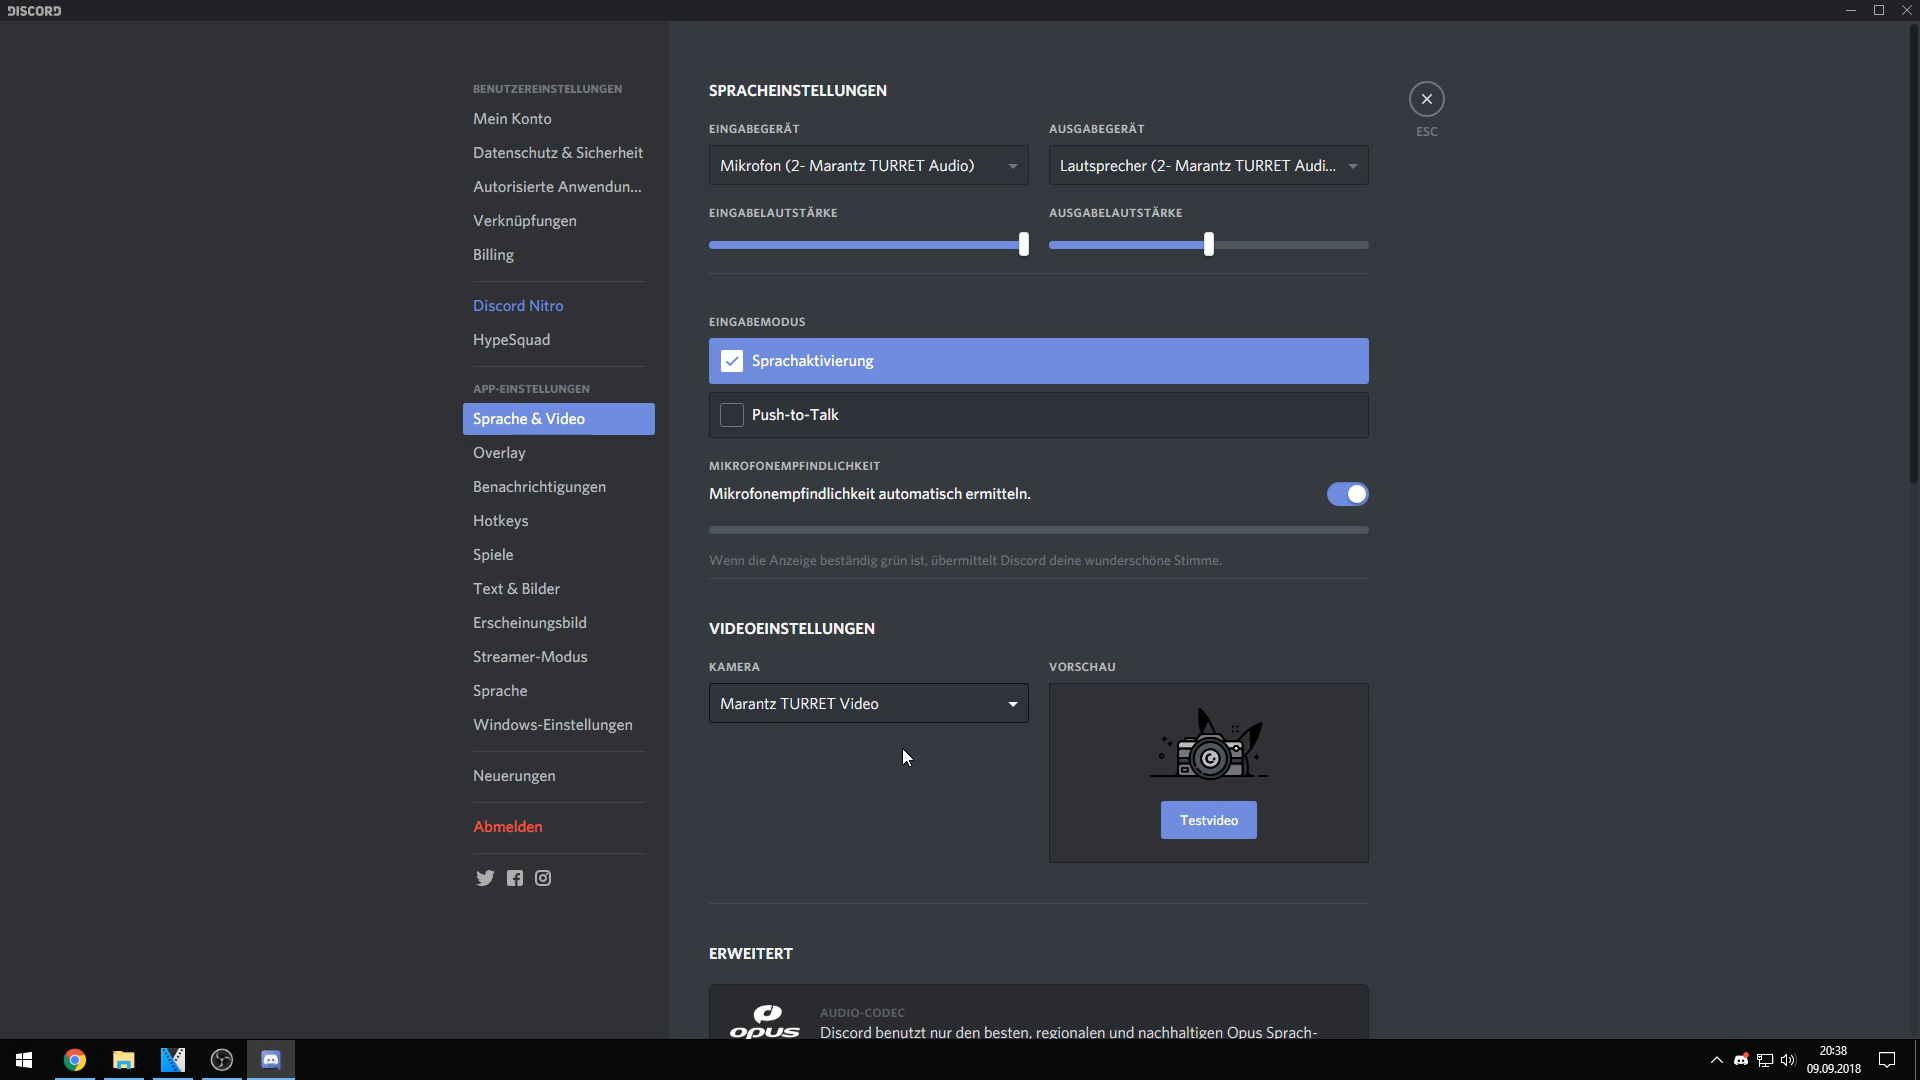 DISCORD
BENUTZEREINSTELLUNGEN
Mein Konto
Datenschutz & Sicherheit
Autorisierte Anwendun...
Verknüpfungen
Billing
Discord Nitro
HypeSquad
APP-EINSTELLUNGEN
Sprache & Video
Overlay
Benachrichtigungen
Hotkeys
Spiele
Text & Bilder
Erscheinungsbild
Streamer-Modus
Sprache
Windows-Einstellungen
Neuerungen
Abmelden
SPRACHEINSTELLUNGEN
ESC
EINGABEGERÄT
AUSGABEGERÄT
Mikrofon (2- Marantz TURRET Audio)
Lautsprecher (2- Marantz TURRET Audi...
EINGABELAUTSTÄRKE
AUSGABELAUTSTÄRKE
EINGABEMODUS
Sprachaktivierung
Push-to-Talk
MIKROFONEMPFINDLICHKEIT
Mikrofonempfindlichkeit automatisch ermitteln.
Wenn die Anzeige beständig grün ist, übermittelt Discord deine wunderschöne Stimme.
VIDEOEINSTELLUNGEN
KAMERA
VORSCHAU
Marantz TURRET Video
Testvideo
ERWEITERT
opus
AUDIO-CODEC
Discord benutzt nur den besten, regionalen und nachhaltigen Opus Sprach-
20:38
09.09.2018